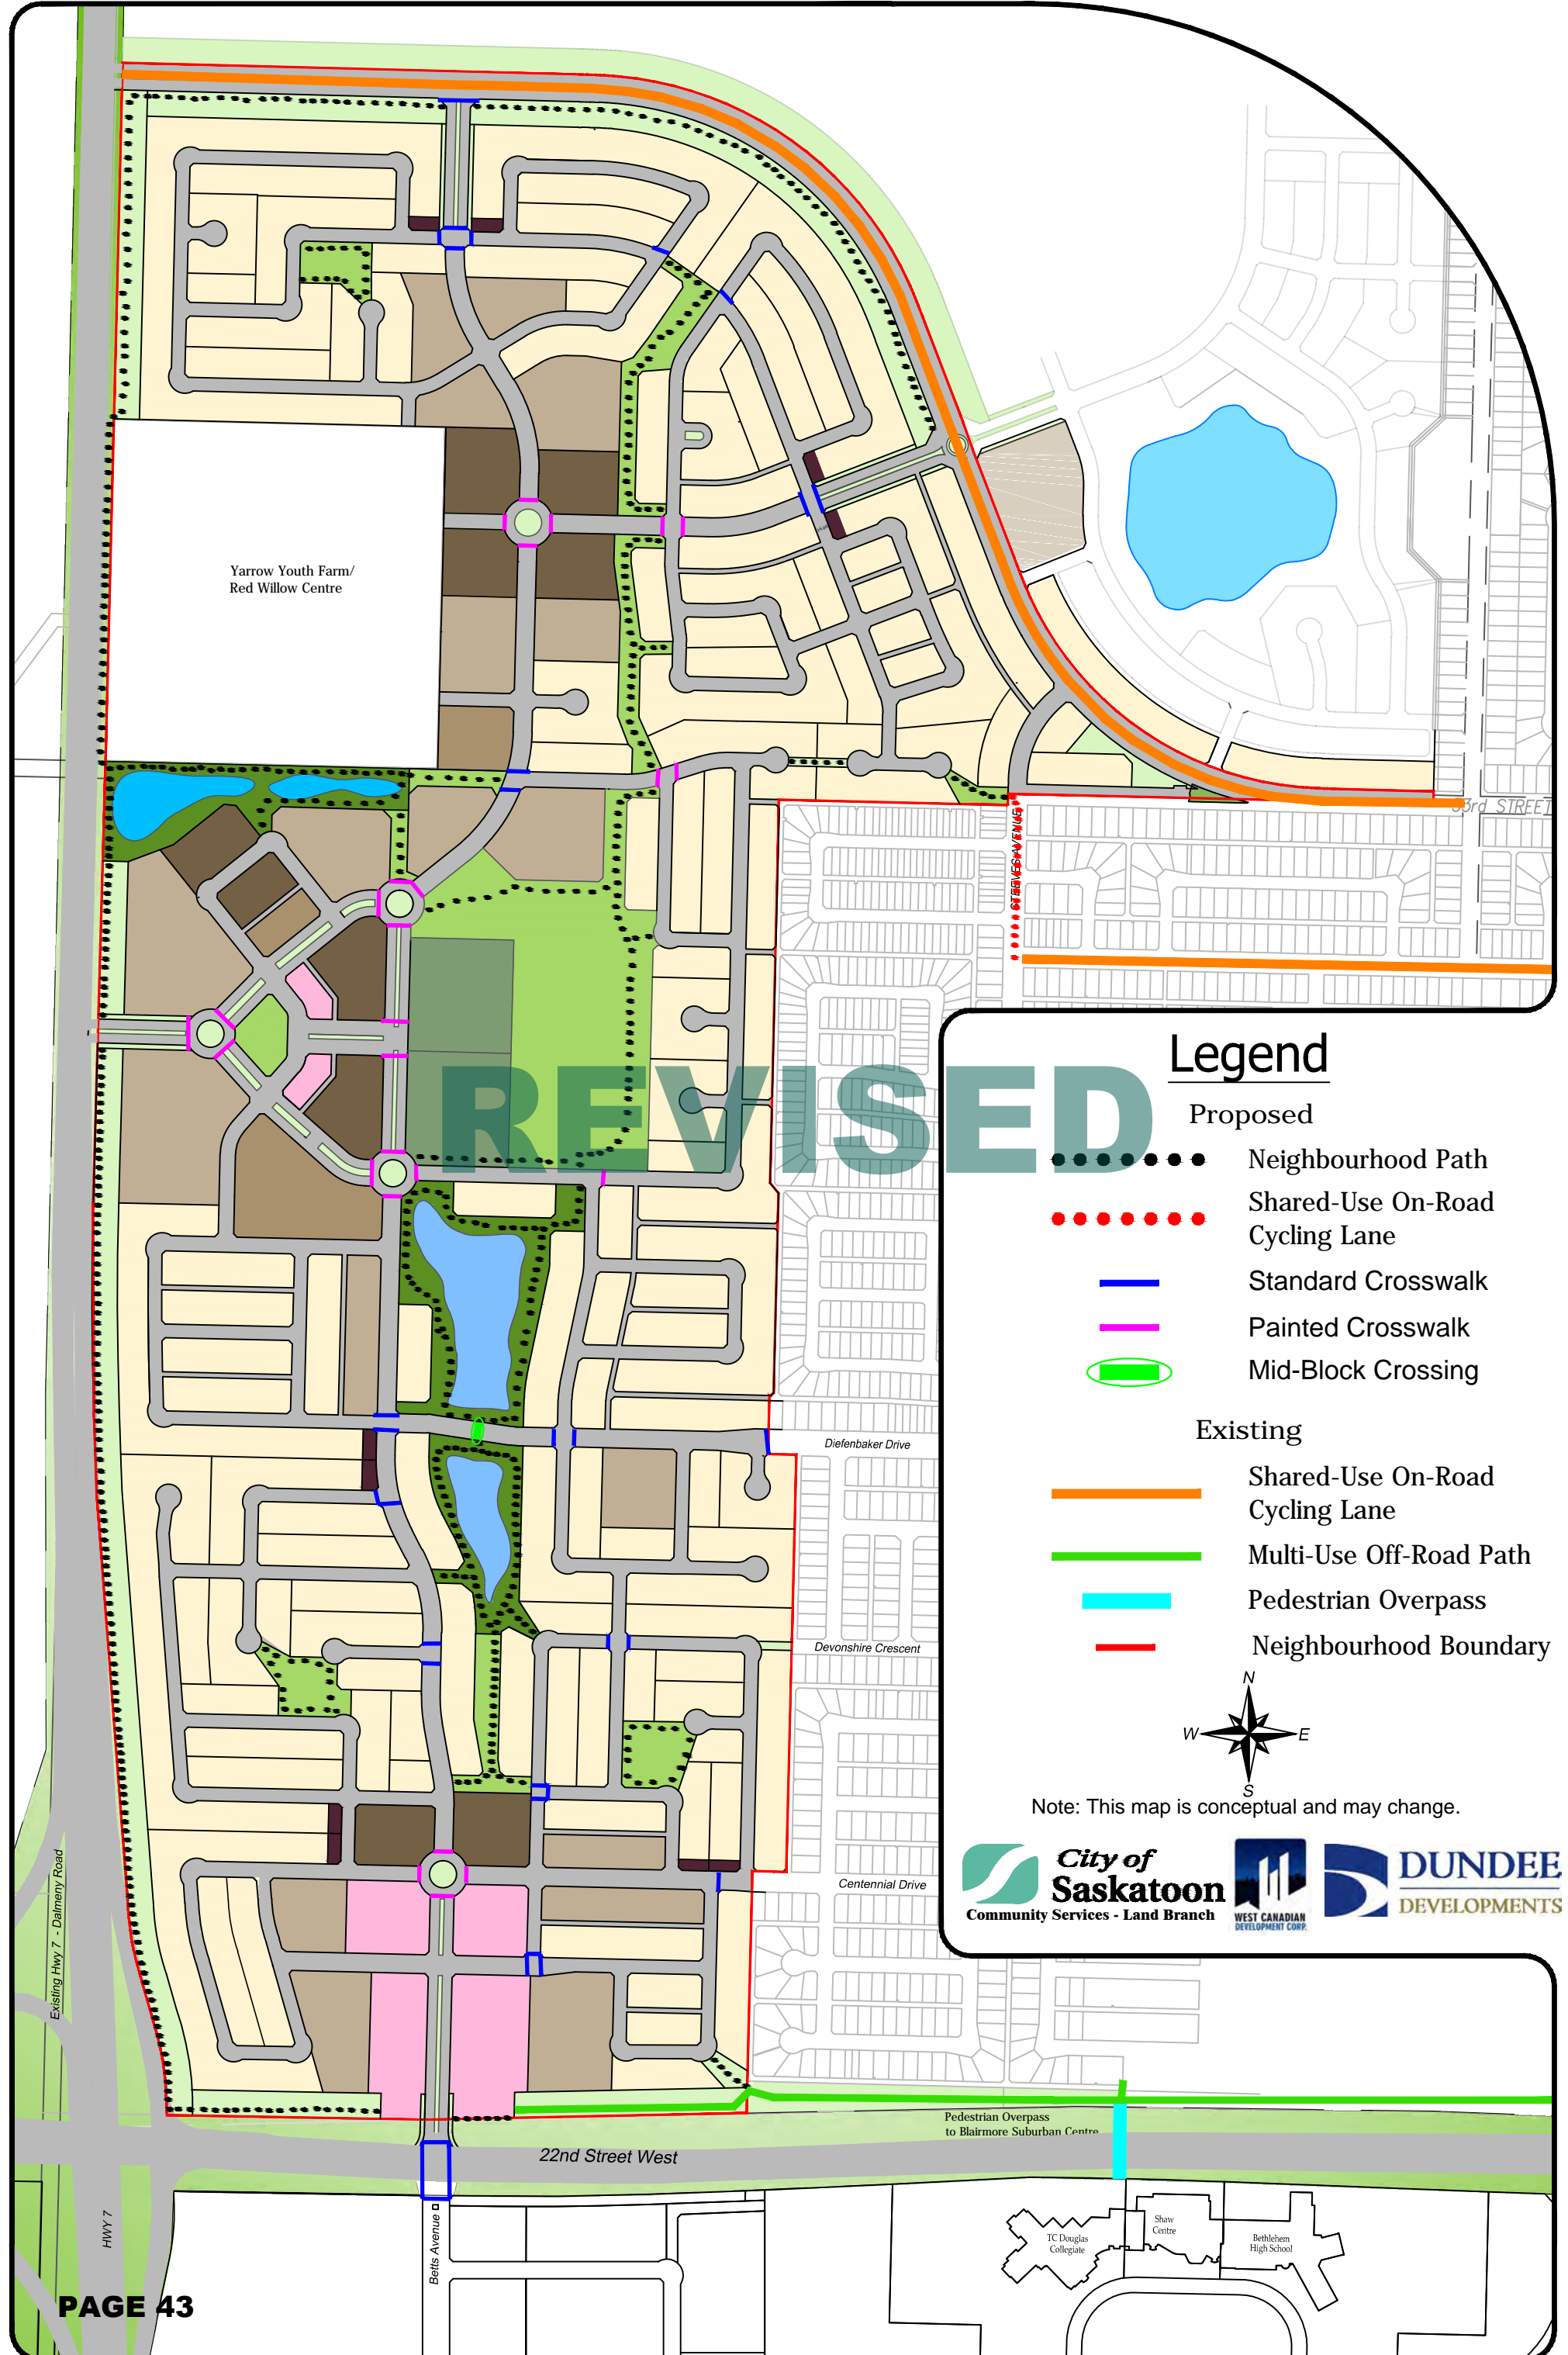 Yarrow Youth Farm/
Red Willow Centre
33rd STREET
STEEVES AVENUE
REVISED
Legend
Proposed
Neighbourhood Path
Shared-Use On-Road
Cycling Lane
Standard Crosswalk
Painted Crosswalk
Mid-Block Crossing
Existing
Shared-Use On-Road
Cycling Lane
Multi-Use Off-Road Path
Pedestrian Overpass
Neighbourhood Boundary
N
W
E
S
Note: This map is conceptual and may change.
City of
Saskatoon
Community Services - Land Branch
WEST CANADIAN
DEVELOPMENT CORP.
DUNDEE
DEVELOPMENTS
Diefenbaker Drive
Devonshire Crescent
Centennial Drive
Existing Hwy 7 - Dalmeny Road
Pedestrian Overpass
to Blairmore Suburban Centre
22nd Street West
HWY 7
Betts Avenue
TC Douglas
Collegiate
Shaw
Centre
Bethlehem
High School
PAGE 43